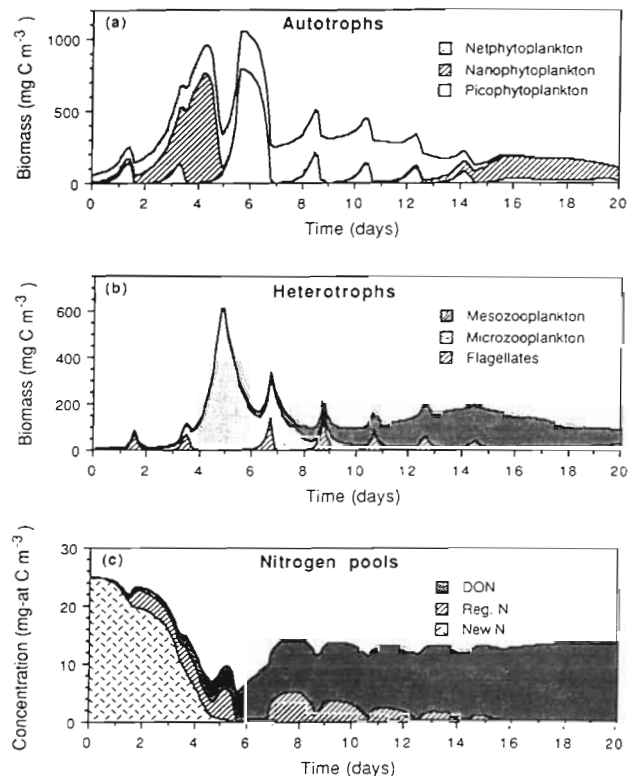 (a)
Autotrophs
Biomass (mg C m⁻³)
1000
500
0
Netphytoplankton
Nanophytoplankton
Picophytoplankton
0 2 4 6 8 10 12 14 16 18 20
Time (days)
(b)
Heterotrophs
Biomass (mg C m⁻³)
600
400
200
0
Mesozooplankton
Microzooplankton
Flagellates
0 2 4 6 8 10 12 14 16 18 20
Time (days)
(c)
Nitrogen pools
Concentration (mg-at C m⁻³)
30
20
10
0
DON
Reg. N
New N
0 2 4 6 8 10 12 14 16 18 20
Time (days)